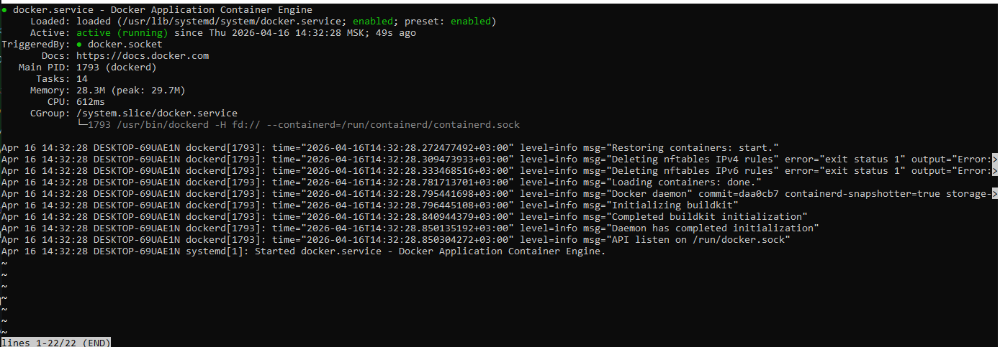 ● docker.service - Docker Application Container Engine
     Loaded: loaded (/usr/lib/systemd/system/docker.service; enabled; preset: enabled)
     Active: active (running) since Thu 2026-04-16 14:32:28 MSK; 49s ago
TriggeredBy: ● docker.socket
       Docs: https://docs.docker.com
   Main PID: 1793 (dockerd)
      Tasks: 14
     Memory: 28.3M (peak: 29.7M)
        CPU: 612ms
     CGroup: /system.slice/docker.service
             └─1793 /usr/bin/dockerd -H fd:// --containerd=/run/containerd/containerd.sock

Apr 16 14:32:28 DESKTOP-69UAE1N dockerd[1793]: time="2026-04-16T14:32:28.272477492+03:00" level=info msg="Restoring containers: start."
Apr 16 14:32:28 DESKTOP-69UAE1N dockerd[1793]: time="2026-04-16T14:32:28.309473933+03:00" level=info msg="Deleting nftables IPv4 rules" error="exit status 1" output="Error:>
Apr 16 14:32:28 DESKTOP-69UAE1N dockerd[1793]: time="2026-04-16T14:32:28.333468516+03:00" level=info msg="Deleting nftables IPv6 rules" error="exit status 1" output="Error:>
Apr 16 14:32:28 DESKTOP-69UAE1N dockerd[1793]: time="2026-04-16T14:32:28.781713701+03:00" level=info msg="Loading containers: done."
Apr 16 14:32:28 DESKTOP-69UAE1N dockerd[1793]: time="2026-04-16T14:32:28.795441698+03:00" level=info msg="Docker daemon" commit=daa0cb7 containerd-snapshotter=true storage->
Apr 16 14:32:28 DESKTOP-69UAE1N dockerd[1793]: time="2026-04-16T14:32:28.796445108+03:00" level=info msg="Initializing buildkit"
Apr 16 14:32:28 DESKTOP-69UAE1N dockerd[1793]: time="2026-04-16T14:32:28.840944379+03:00" level=info msg="Completed buildkit initialization"
Apr 16 14:32:28 DESKTOP-69UAE1N dockerd[1793]: time="2026-04-16T14:32:28.850135192+03:00" level=info msg="Daemon has completed initialization"
Apr 16 14:32:28 DESKTOP-69UAE1N dockerd[1793]: time="2026-04-16T14:32:28.850304272+03:00" level=info msg="API listen on /run/docker.sock"
Apr 16 14:32:28 DESKTOP-69UAE1N systemd[1]: Started docker.service - Docker Application Container Engine.
~
~
~
~
~
~
~
lines 1-22/22 (END)